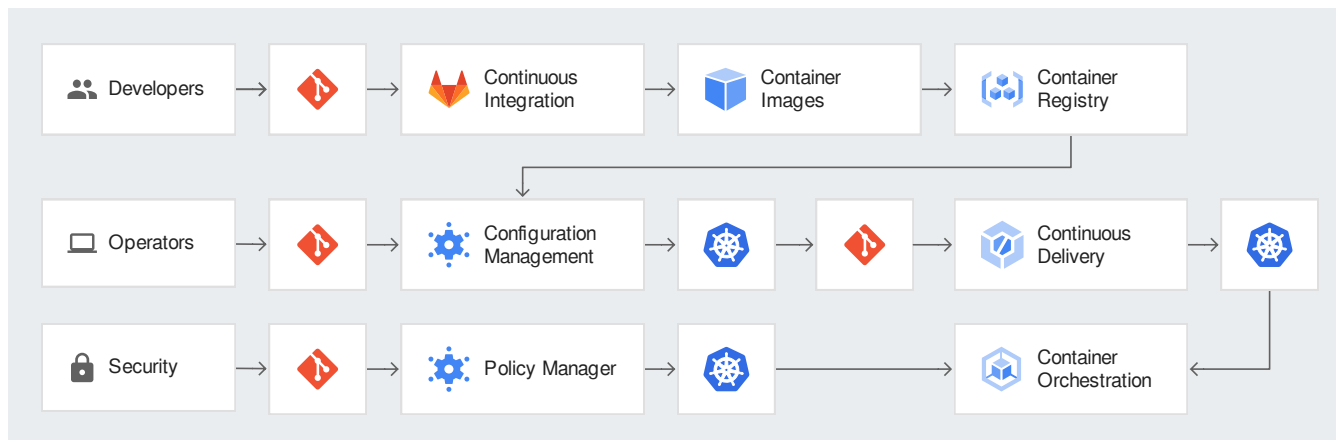 Developers
Continuous
Integration
Container
Images
Container
Registry
Operators
Configuration
Management
Continuous
Delivery
Security
Policy Manager
Container
Orchestration